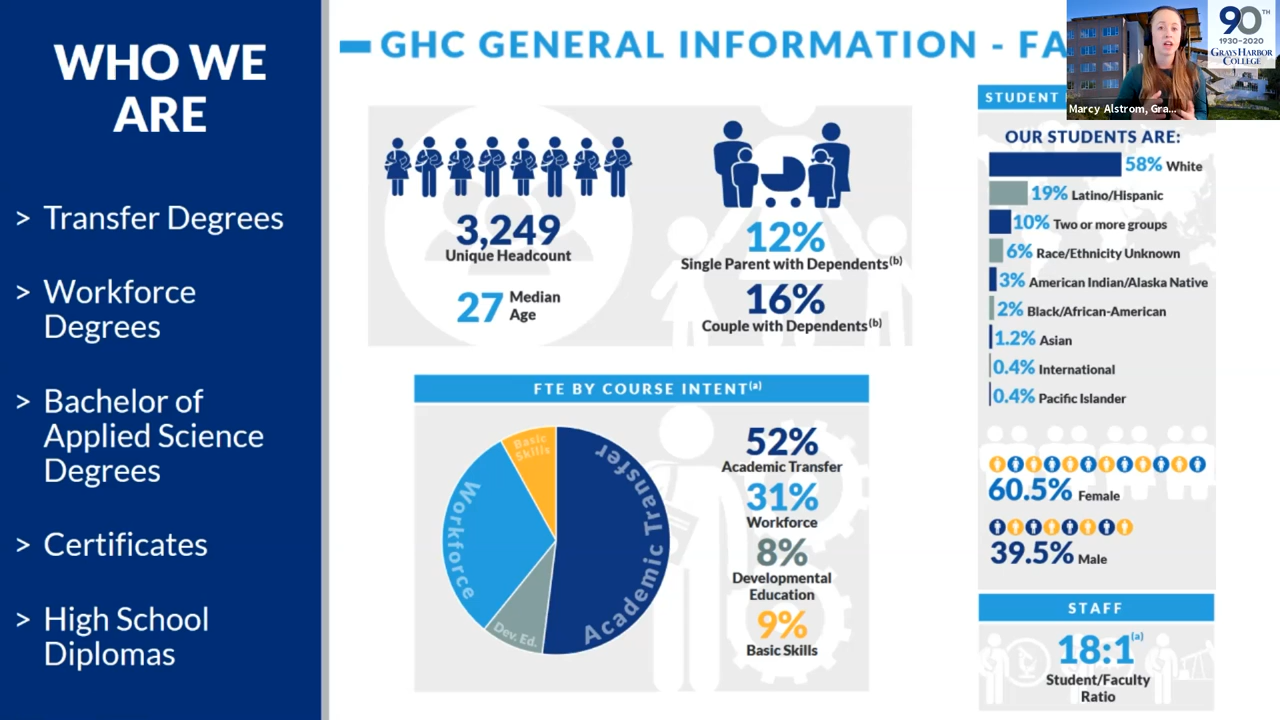 WHO WE
ARE
> Transfer Degrees
> Workforce
Degrees
> Bachelor of
Applied Science
Degrees
> Certificates
> High School
Diplomas
GHC GENERAL INFORMATION - FA
3,249
Unique Headcount
27 Median
Age
12%
Single Parent with Dependents(b)
16%
Couple with Dependents(b)
FTE BY COURSE INTENT(a)
Basic
Skills
Workforce
Dev. Ed.
Academic Transfer
52%
Academic Transfer
31%
Workforce
8%
Developmental
Education
9%
Basic Skills
90TH
1930-2020
GRAYS HARBOR
COLLEGE
Marcy Alstrom, Gra...
STUDENT
OUR STUDENTS ARE:
58% White
19% Latino/Hispanic
10% Two or more groups
6% Race/Ethnicity Unknown
3% American Indian/Alaska Native
2% Black/African-American
1.2% Asian
0.4% International
0.4% Pacific Islander
60.5% Female
39.5% Male
STAFF
18:1(a)
Student/Faculty
Ratio